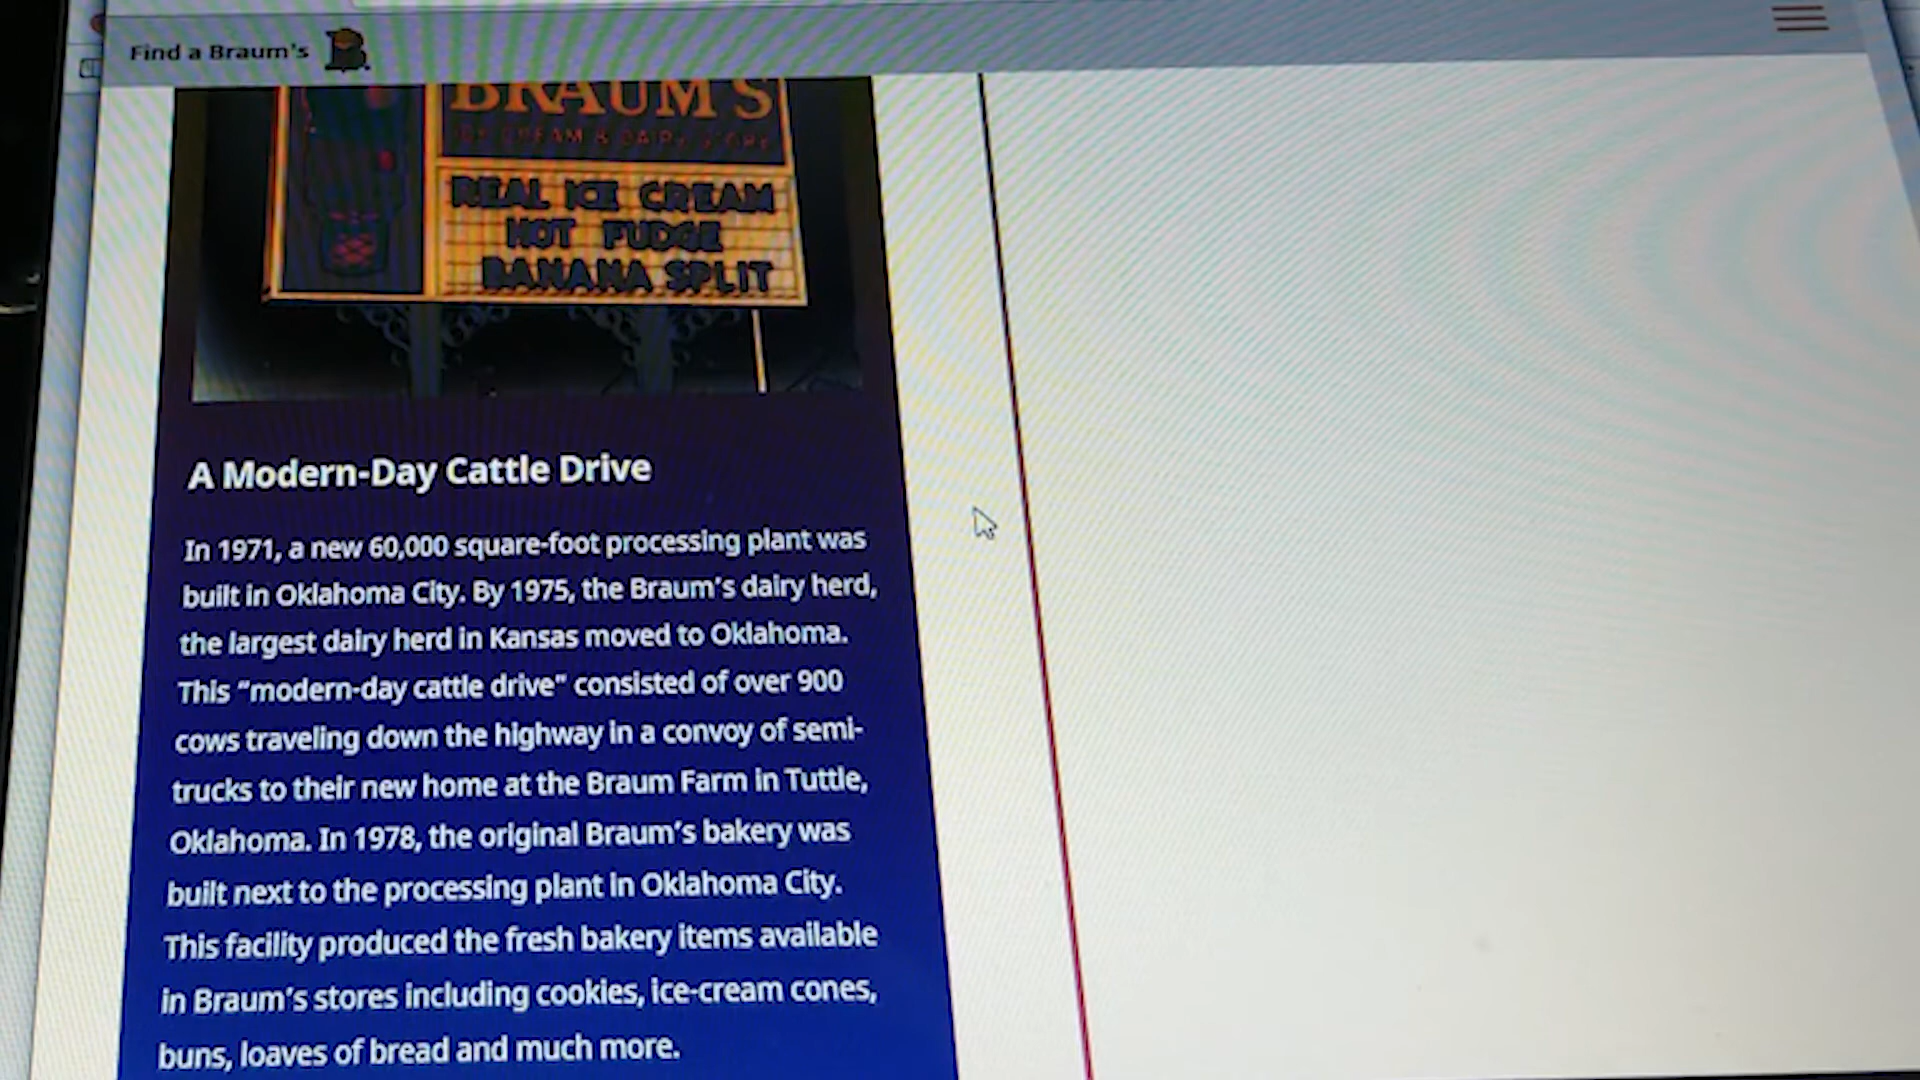 Find a Braum's
BRAUM'S
ICE CREAM & DAIRY STORE
REAL ICE CREAM
HOT FUDGE
BANANA SPLIT
A Modern-Day Cattle Drive
In 1971, a new 60,000 square-foot processing plant was
built in Oklahoma City. By 1975, the Braum's dairy herd,
the largest dairy herd in Kansas moved to Oklahoma.
This “modern-day cattle drive" consisted of over 900
cows traveling down the highway in a convoy of semi-
trucks to their new home at the Braum Farm in Tuttle,
Oklahoma. In 1978, the original Braum's bakery was
built next to the processing plant in Oklahoma City.
This facility produced the fresh bakery items available
in Braum's stores including cookies, ice-cream cones,
buns, loaves of bread and much more.